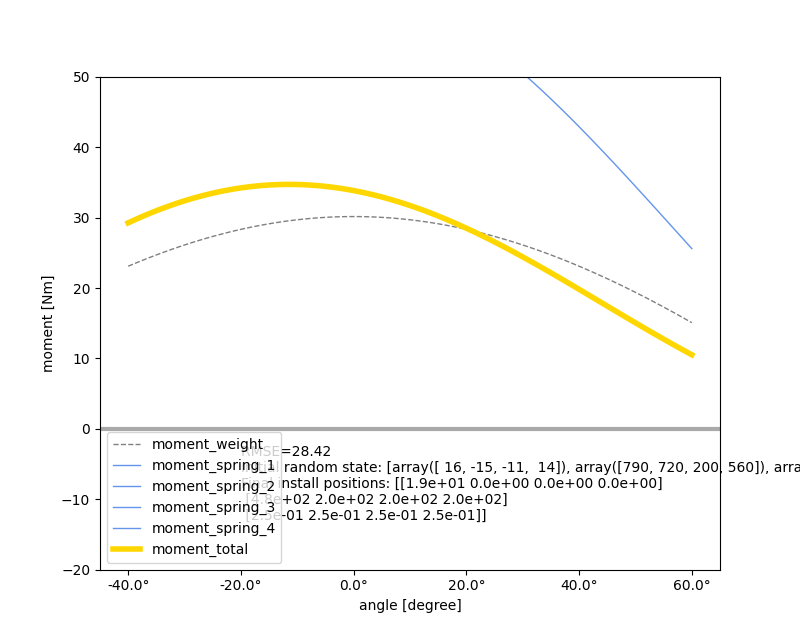 50
40
30
20
10
0
−10
−20
moment [Nm]
moment_weight
moment_spring_1
moment_spring_2
moment_spring_3
moment_spring_4
moment_total
RMSE=28.42
random state: [array([ 16, -15, -11,  14]), array([790, 720, 200, 560]), arra
install positions: [[1.9e+01 0.0e+00 0.0e+00 0.0e+00]
2.0e+02 2.0e+02 2.0e+02]
2.5e-01 2.5e-01 2.5e-01]]
-40.0° -20.0° 0.0° 20.0° 40.0° 60.0°
angle [degree]